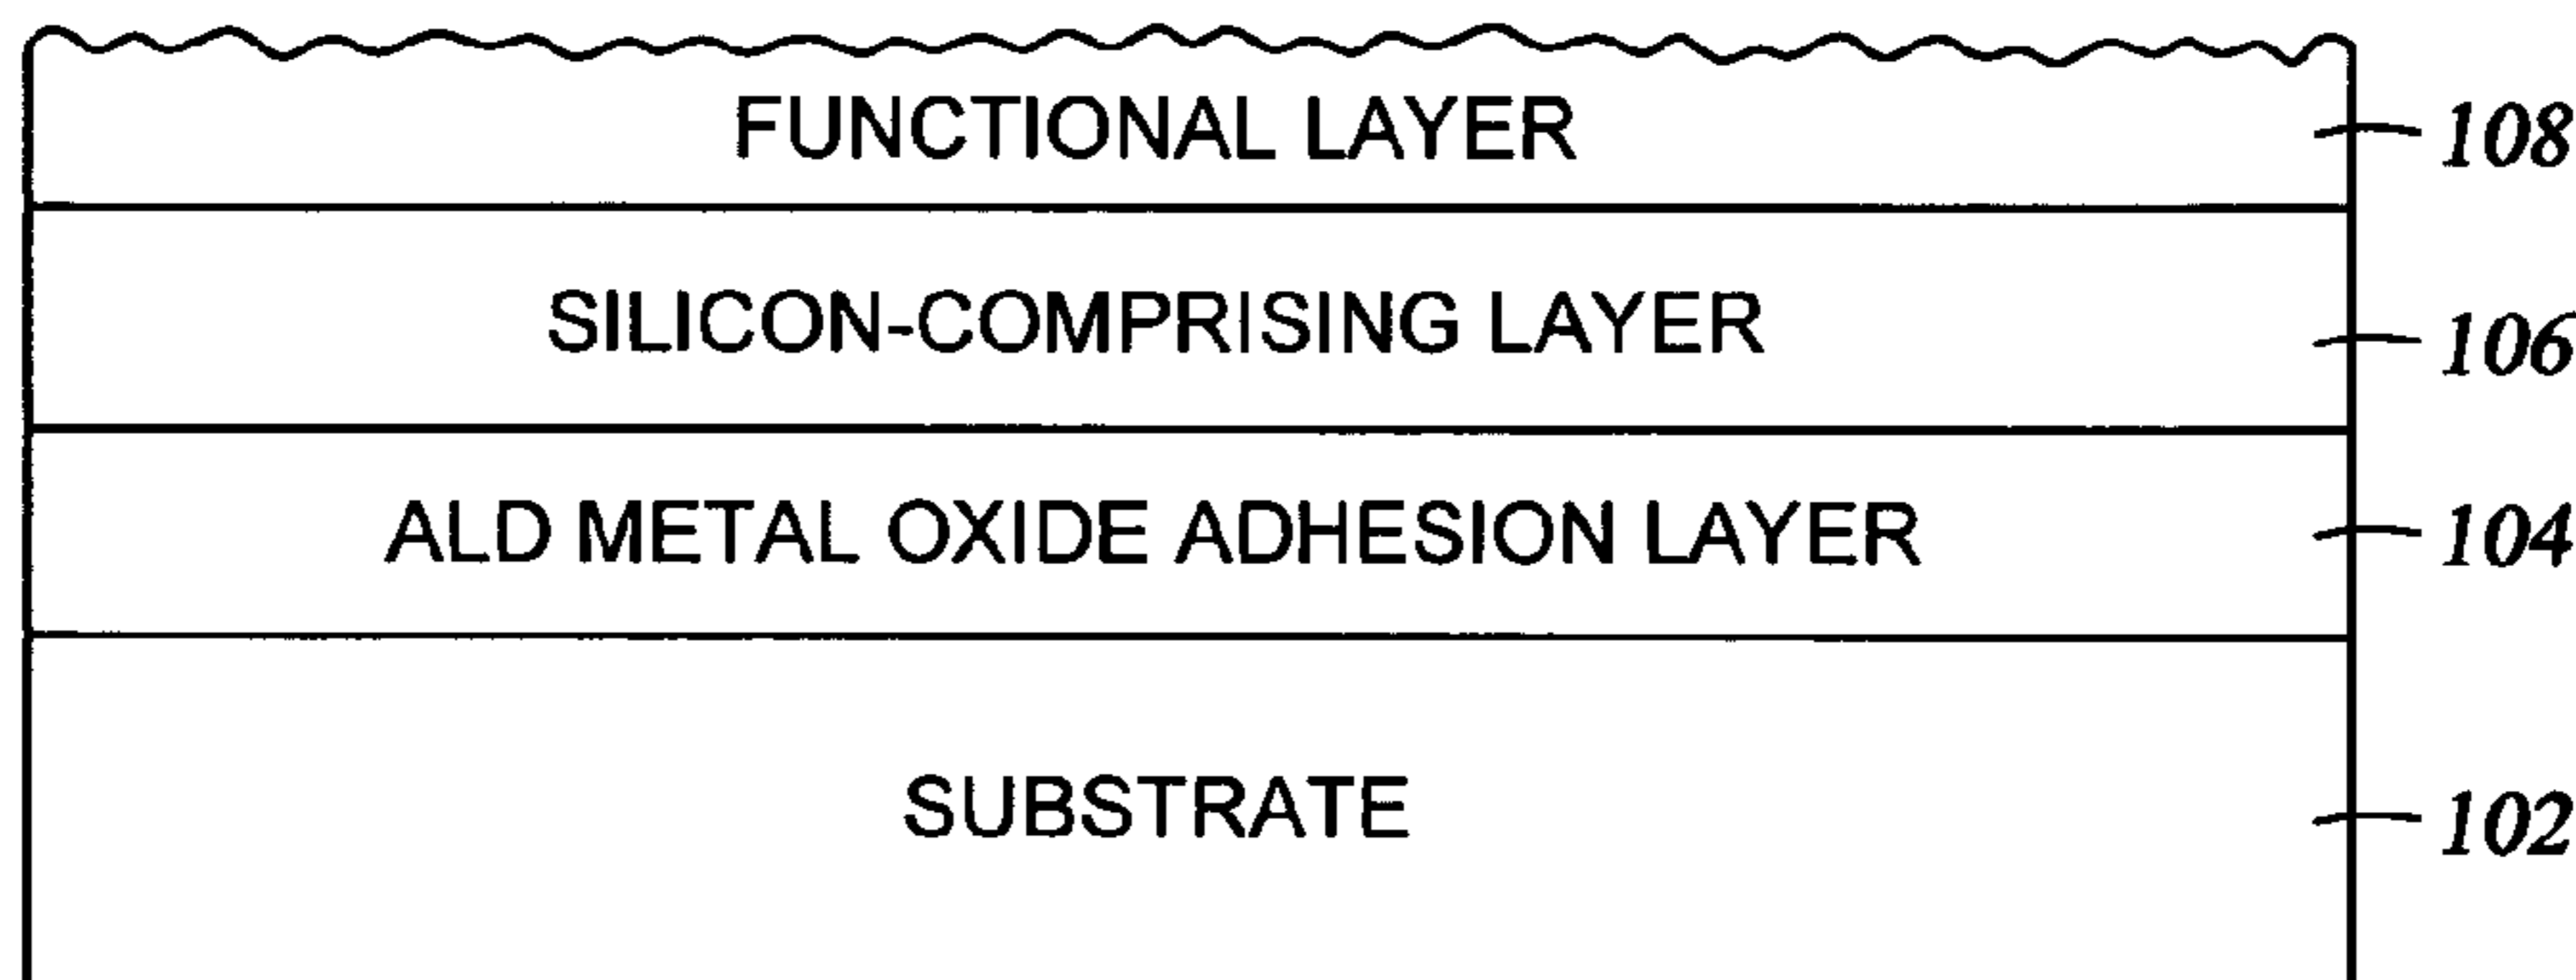 FUNCTIONAL LAYER 108
SILICON-COMPRISING LAYER 106
ALD METAL OXIDE ADHESION LAYER 104
SUBSTRATE 102